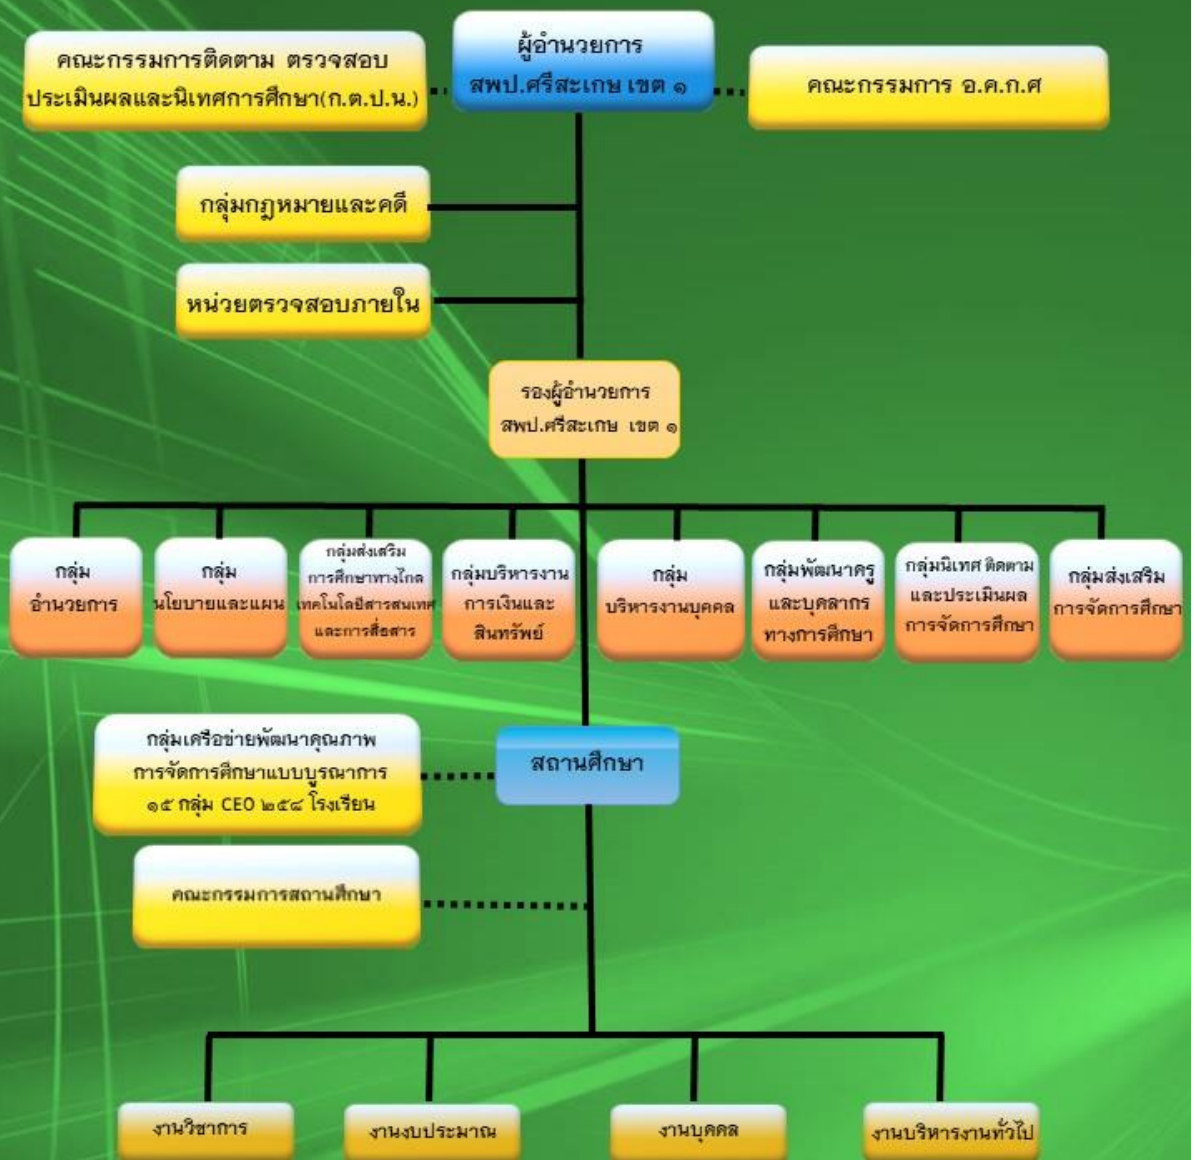 คณะกรรมการติดตาม ตรวจสอบ
ประเมินผลและนิเทศการศึกษา(ก.ต.ป.น.)
ผู้อำนวยการ
สพป.ศรีสะเกษ เขต ๑
คณะกรรมการ อ.ค.ก.ศ
กลุ่มกฎหมายและคดี
หน่วยตรวจสอบภายใน
รองผู้อำนวยการ
สพป.ศรีสะเกษ เขต ๑
กลุ่ม
อำนวยการ
กลุ่ม
นโยบายและแผน
กลุ่มส่งเสริม
การศึกษาทางไกล
เทคโนโลยีสารสนเทศ
และการสื่อสาร
กลุ่มบริหารงาน
การเงินและ
สินทรัพย์
กลุ่ม
บริหารงานบุคคล
กลุ่มพัฒนาครู
และบุคลากร
ทางการศึกษา
กลุ่มนิเทศ ติดตาม
และประเมินผล
การจัดการศึกษา
กลุ่มส่งเสริม
การจัดการศึกษา
กลุ่มเครือข่ายพัฒนาคุณภาพ
การจัดการศึกษาแบบบูรณาการ
๑๕ กลุ่ม CEO ๒๕๘ โรงเรียน
สถานศึกษา
คณะกรรมการสถานศึกษา
งานวิชาการ
งานงบประมาณ
งานบุคคล
งานบริหารงานทั่วไป